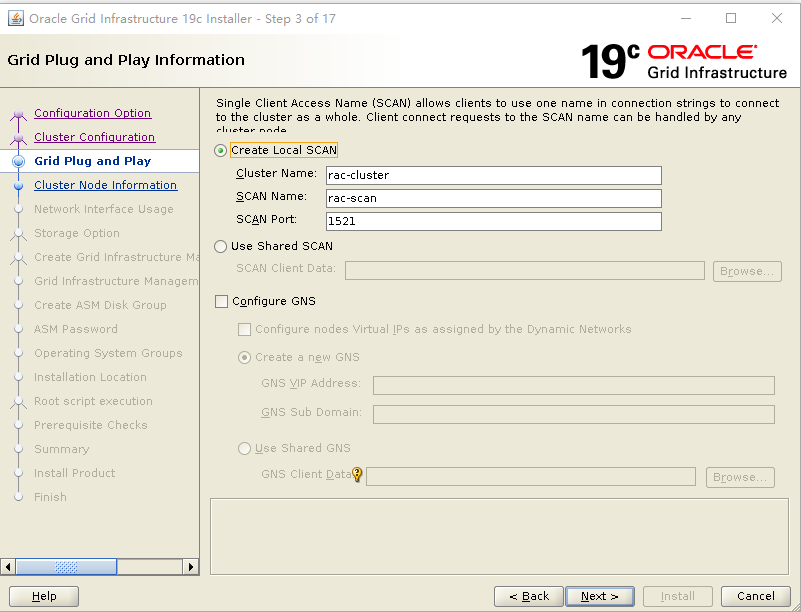 Oracle Grid Infrastructure 19c Installer - Step 3 of 17
Grid Plug and Play Information
19c ORACLE
Grid Infrastructure
Configuration Option
Cluster Configuration
Grid Plug and Play
Cluster Node Information
Network Interface Usage
Storage Option
Create Grid Infrastructure Ma
Grid Infrastructure Managem
Create ASM Disk Group
ASM Password
Operating System Groups
Installation Location
Root script execution
Prerequisite Checks
Summary
Install Product
Finish
Single Client Access Name (SCAN) allows clients to use one name in connection strings to connect
to the cluster as a whole. Client connect requests to the SCAN name can be handled by any
cluster node.
Create Local SCAN
Cluster Name: rac-cluster
SCAN Name: rac-scan
SCAN Port: 1521
Use Shared SCAN
SCAN Client Data: Browse...
Configure GNS
Configure nodes Virtual IPs as assigned by the Dynamic Networks
Create a new GNS
GNS VIP Address:
GNS Sub Domain:
Use Shared GNS
GNS Client Data Browse...
Help < Back Next > Install Cancel